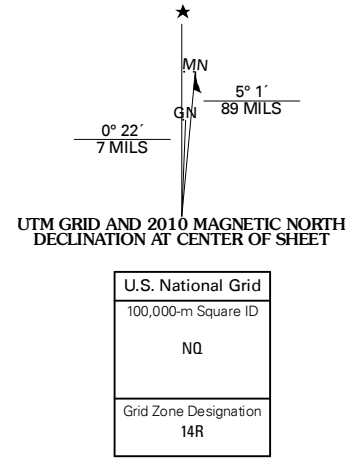 ★
MN
5° 1´
89 MILS
GN
0° 22´
7 MILS
UTM GRID AND 2010 MAGNETIC NORTH
DECLINATION AT CENTER OF SHEET
U.S. National Grid
100,000-m Square ID
NQ
Grid Zone Designation
14R